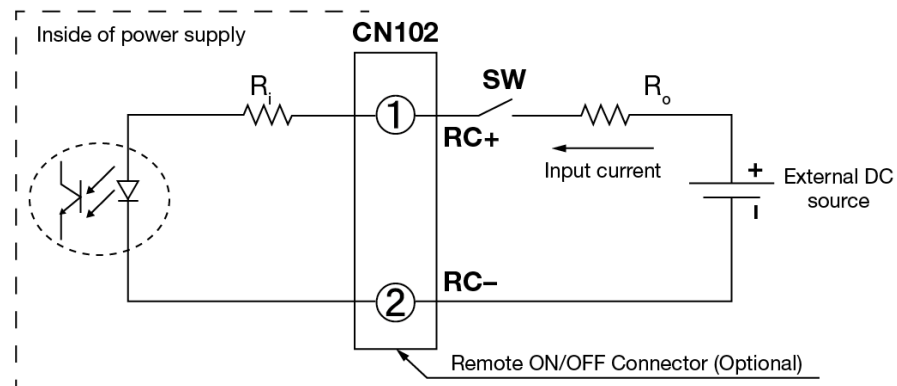 Inside of power supply
CN102
Ri
1
SW
Ro
RC+
Input current
+
External DC
source
2
RC−
Remote ON/OFF Connector (Optional)